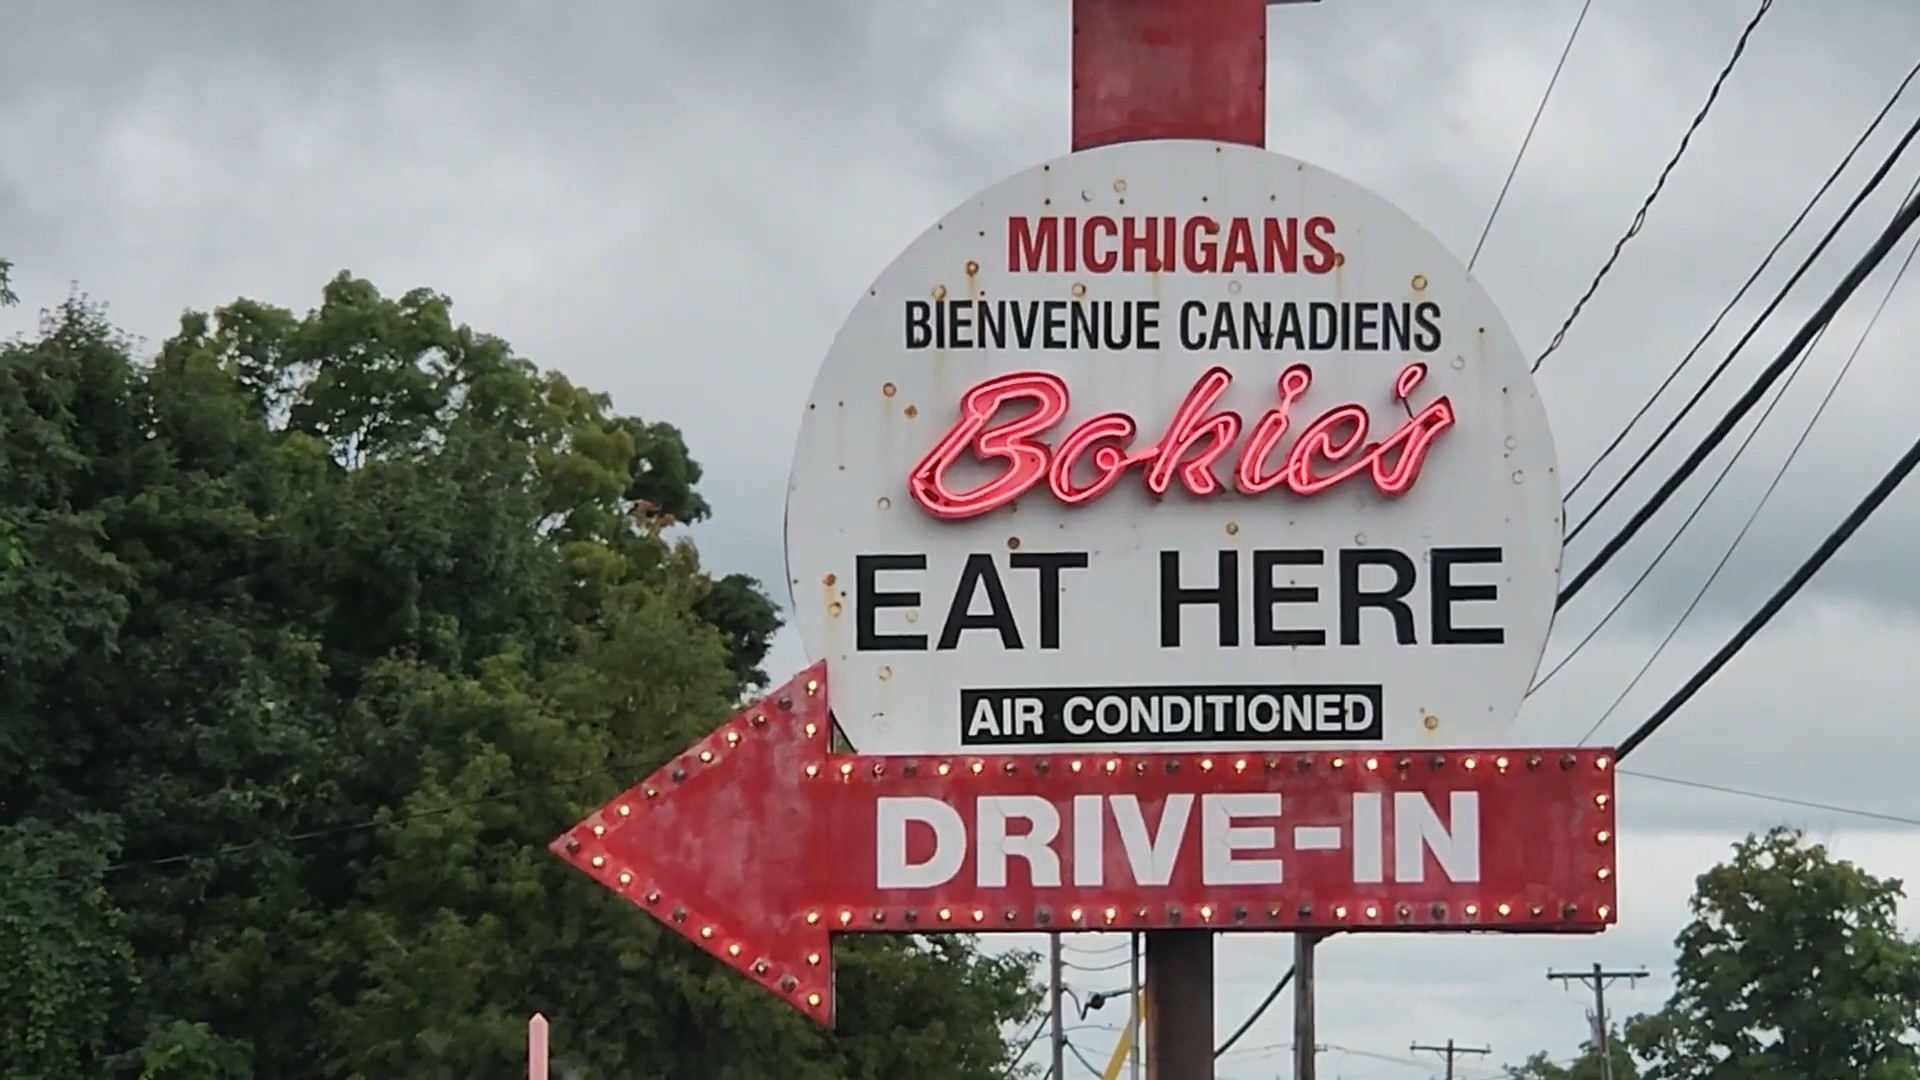 MICHIGANS
BIENVENUE CANADIENS
Bokie's
EAT HERE
AIR CONDITIONED
DRIVE-IN